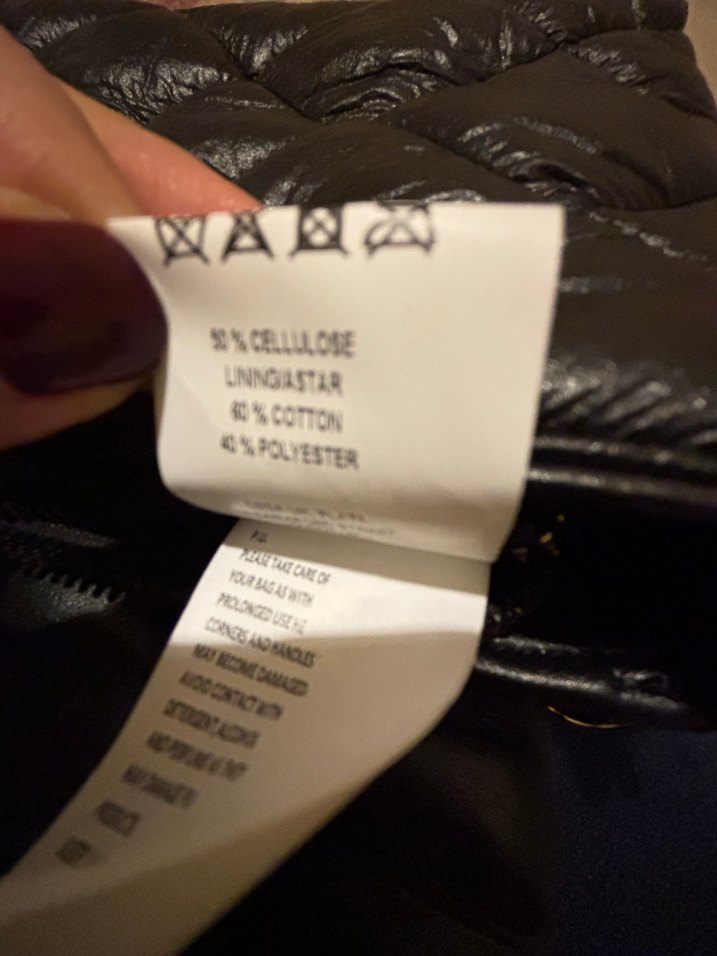 50 % CELLULOSE
LINING/ASTAR
60 % COTTON
40 % POLYESTER
P.U.
PLEASE TAKE CARE OF
YOUR BAG AS WITH
PROLONGED USE
CORNERS AND HANDLES
MAY BECOME DAMAGED
AVOID CONTACT WITH
DETERGENT, ALCOHOL
AND PERFUME AS THEY
MAY DAMAGE
PRODUCTS